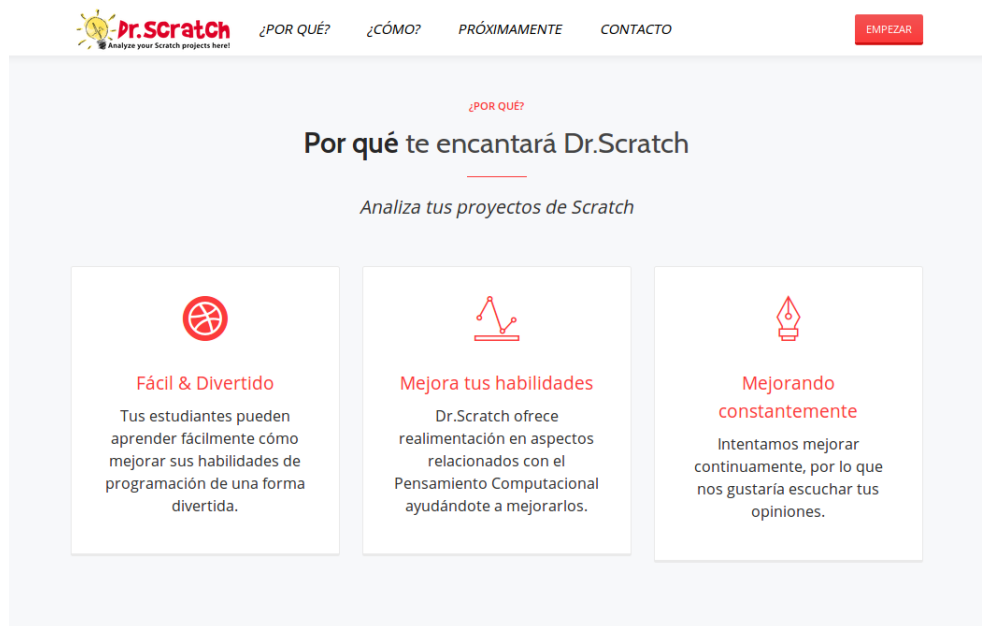 Dr.Scratch
Analyze your Scratch projects here!
¿POR QUÉ? ¿CÓMO? PRÓXIMAMENTE CONTACTO EMPEZAR
¿POR QUÉ?
Por qué te encantará Dr.Scratch
Analiza tus proyectos de Scratch
Fácil & Divertido
Tus estudiantes pueden
aprender fácilmente cómo
mejorar sus habilidades de
programación de una forma
divertida.
Mejora tus habilidades
Dr.Scratch ofrece
realimentación en aspectos
relacionados con el
Pensamiento Computacional
ayudándote a mejorarlos.
Mejorando
constantemente
Intentamos mejorar
continuamente, por lo que
nos gustaría escuchar tus
opiniones.